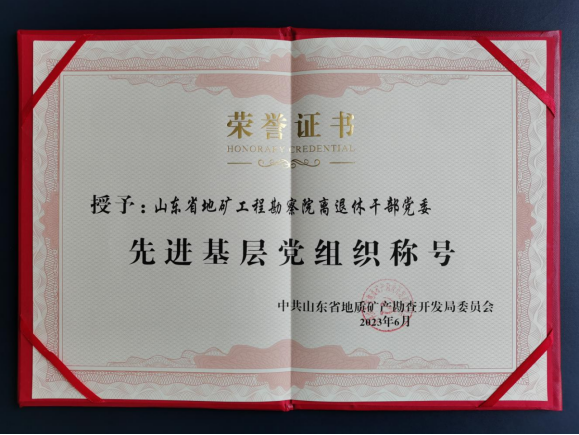 荣誉证书
HONORARY CREDENTIAL
授予：山东省地矿工程勘察院离退休干部党委
先进基层党组织称号
中共山东省地质矿产勘查开发局委员会
2023年6月